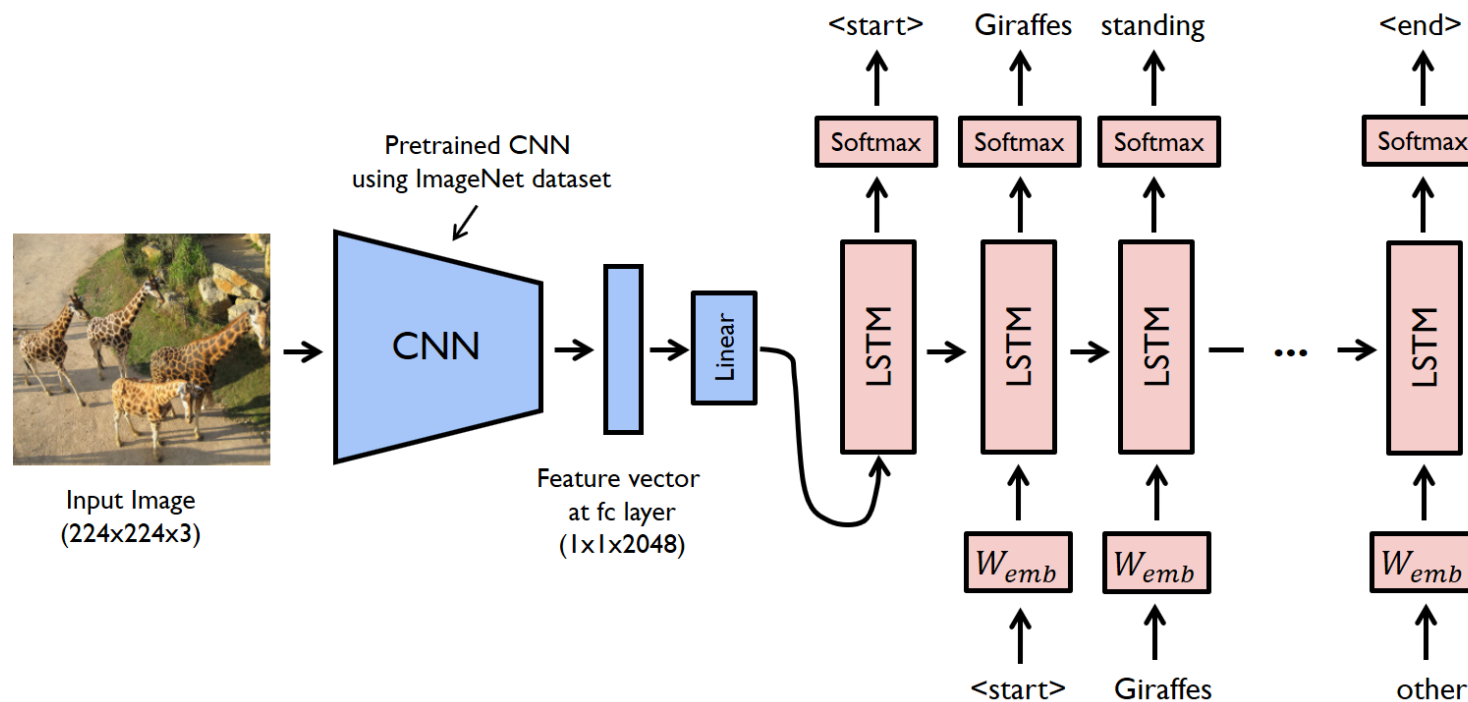 <start> Giraffes standing <end>
Softmax Softmax Softmax Softmax
Pretrained CNN
using ImageNet dataset
CNN
Linear
LSTM LSTM LSTM ... LSTM
Feature vector
at fc layer
(1x1x2048)
Input Image
(224x224x3)
W_emb W_emb W_emb
<start> Giraffes other